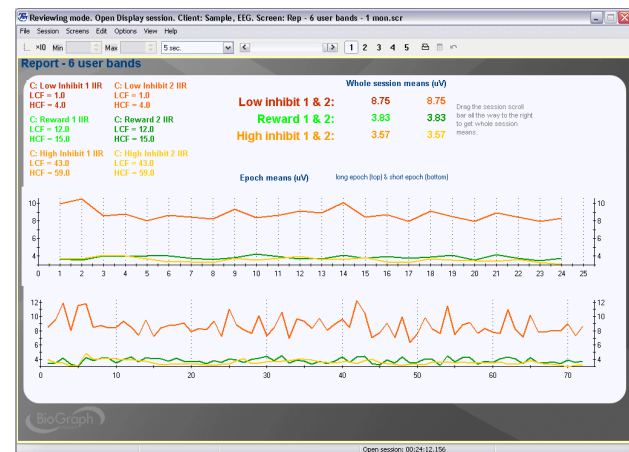 Reviewing mode. Open Display session. Client: Sample, EEG. Screen: Rep - 6 user bands - 1 mon.scr
File Session Screens Edit Options View Help
×10 Min Max 5 sec. 1 2 3 4 5
Report - 6 user bands
C: Low Inhibit 1 IIR C: Low Inhibit 2 IIR
LCF = 1.0 LCF = 1.0
HCF = 4.0 HCF = 4.0
C: Reward 1 IIR C: Reward 2 IIR
LCF = 12.0 LCF = 12.0
HCF = 15.0 HCF = 15.0
C: High Inhibit 1 IIR C: High Inhibit 2 IIR
LCF = 43.0 LCF = 43.0
HCF = 59.0 HCF = 59.0
Whole session means (uV)
Low inhibit 1 & 2: 8.75 8.75
Reward 1 & 2: 3.83 3.83
High inhibit 1 & 2: 3.57 3.57
Drag the session scroll
bar all the way to the right
to get whole session
means.
Epoch means (uV) long epoch (top) & short epoch (bottom)
10 10
8 8
6 6
4 4
0 1 2 3 4 5 6 7 8 9 10 11 12 13 14 15 16 17 18 19 20 21 22 23 24 25
12 12
10 10
8 8
6 6
4 4
0 10 20 30 40 50 60 70
BioGraph
Open session: 00:24:12.156